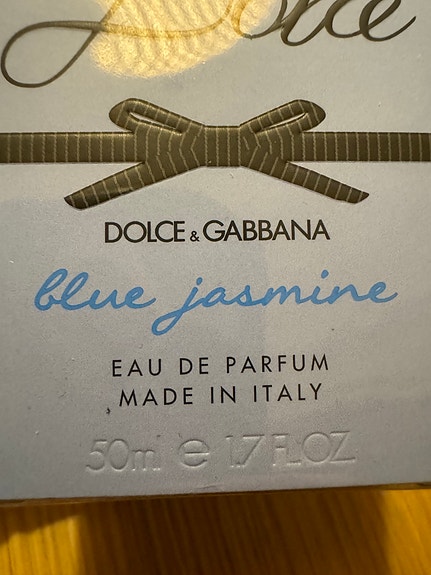 Dolce
DOLCE & GABBANA
blue jasmine
EAU DE PARFUM
MADE IN ITALY
50ml e 1.7 FL.OZ